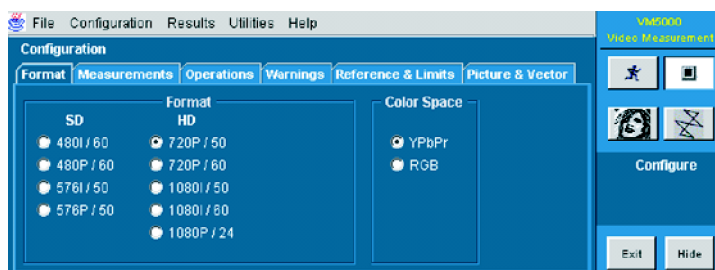 File Configuration Results Utilities Help
VM5000
Video Measurement
Configuration
Format Measurements Operations Warnings Reference & Limits Picture & Vector
Format
SD
HD
480I / 60
480P / 60
576I / 50
576P / 50
720P / 50
720P / 60
1080I / 50
1080I / 60
1080P / 24
Color Space
YPbPr
RGB
Configure
Exit
Hide